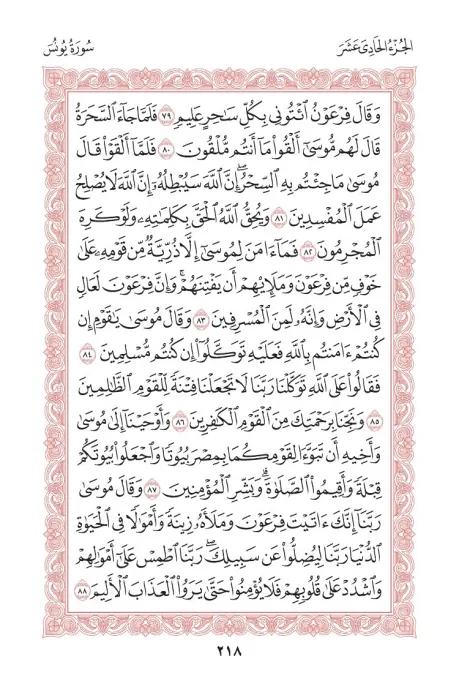 الجُزْءُ الحَادِيَ عَشَرَ
سُورَةُ يُونُسَ
وَقَالَ فِرْعَوْنُ ٱئْتُونِي بِكُلِّ سَٰحِرٍ عَلِيمٍ ٧٩ فَلَمَّا جَآءَ ٱلسَّحَرَةُ
قَالَ لَهُم مُّوسَىٰٓ أَلْقُواْ مَآ أَنتُم مُّلْقُونَ ٨٠ فَلَمَّآ أَلْقَوْاْ قَالَ
مُوسَىٰ مَا جِئْتُم بِهِ ٱلسِّحْرُۖ إِنَّ ٱللَّهَ سَيُبْطِلُهُۥٓ إِنَّ ٱللَّهَ لَا يُصْلِحُ
عَمَلَ ٱلْمُفْسِدِينَ ٨١ وَيُحِقُّ ٱللَّهُ ٱلْحَقَّ بِكَلِمَٰتِهِۦ وَلَوْ كَرِهَ
ٱلْمُجْرِمُونَ ٨٢ فَمَآ ءَامَنَ لِمُوسَىٰٓ إِلَّا ذُرِّيَّةٌ مِّن قَوْمِهِۦ عَلَىٰ
خَوْفٍ مِّن فِرْعَوْنَ وَمَلَإِيْهِمْ أَن يَفْتِنَهُمْۚ وَإِنَّ فِرْعَوْنَ لَعَالٍ
فِي ٱلْأَرْضِ وَإِنَّهُۥ لَمِنَ ٱلْمُسْرِفِينَ ٨٣ وَقَالَ مُوسَىٰ يَٰقَوْمِ إِن
كُنتُمْ ءَامَنتُم بِٱللَّهِ فَعَلَيْهِ تَوَكَّلُوٓاْ إِن كُنتُم مُّسْلِمِينَ ٨٤
فَقَالُواْ عَلَى ٱللَّهِ تَوَكَّلْنَا رَبَّنَا لَا تَجْعَلْنَا فِتْنَةً لِّلْقَوْمِ ٱلظَّٰلِمِينَ
٨٥ وَنَجِّنَا بِرَحْمَتِكَ مِنَ ٱلْقَوْمِ ٱلْكَٰفِرِينَ ٨٦ وَأَوْحَيْنَآ إِلَىٰ مُوسَىٰ
وَأَخِيهِ أَن تَبَوَّءَا لِقَوْمِكُمَا بِمِصْرَ بُيُوتًا وَٱجْعَلُواْ بُيُوتَكُمْ
قِبْلَةً وَأَقِيمُواْ ٱلصَّلَوٰةَۗ وَبَشِّرِ ٱلْمُؤْمِنِينَ ٨٧ وَقَالَ مُوسَىٰ
رَبَّنَآ إِنَّكَ ءَاتَيْتَ فِرْعَوْنَ وَمَلَأَهُۥ زِينَةً وَأَمْوَٰلًا فِي ٱلْحَيَوٰةِ
ٱلدُّنْيَا رَبَّنَا لِيُضِلُّواْ عَن سَبِيلِكَۖ رَبَّنَا ٱطْمِسْ عَلَىٰٓ أَمْوَٰلِهِمْ
وَٱشْدُدْ عَلَىٰ قُلُوبِهِمْ فَلَا يُؤْمِنُواْ حَتَّىٰ يَرَوُاْ ٱلْعَذَابَ ٱلْأَلِيمَ ٨٨
٢١٨